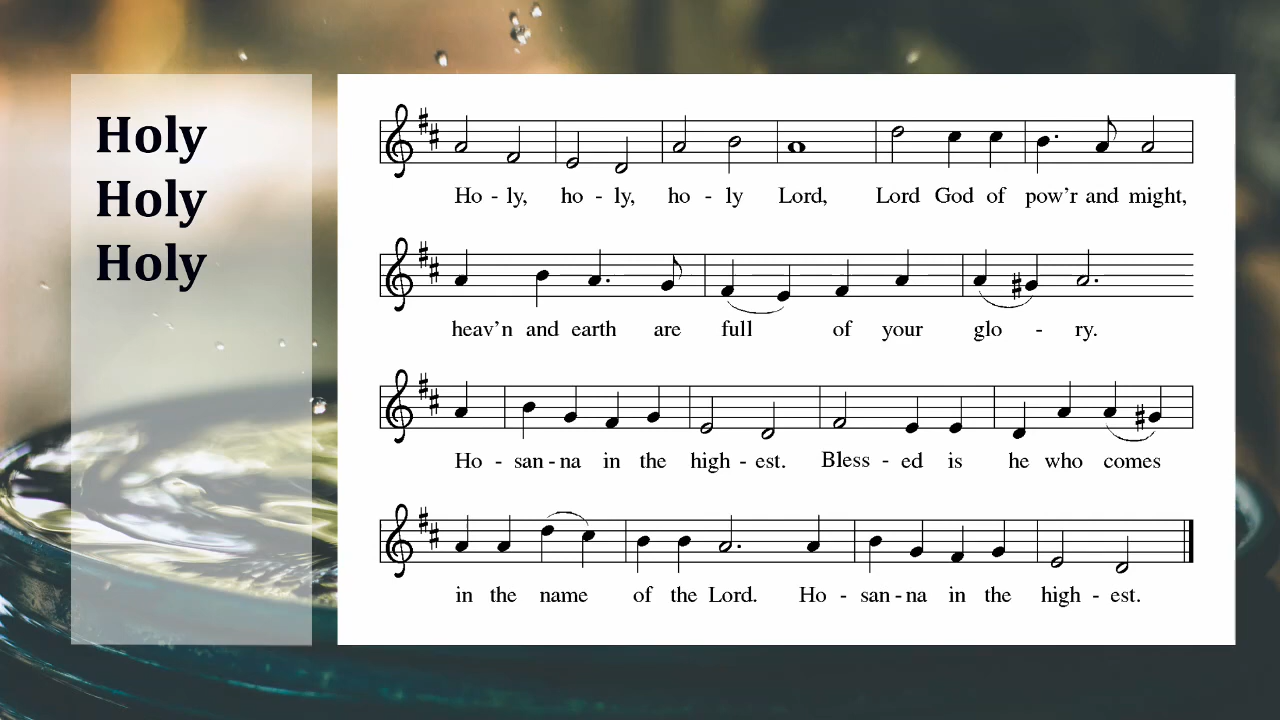 Holy
Holy
Holy
Ho - ly, ho - ly, ho - ly Lord, Lord God of pow’r and might,
heav’n and earth are full of your glo - ry.
Ho - san - na in the high - est. Bless - ed is he who comes
in the name of the Lord. Ho - san - na in the high - est.